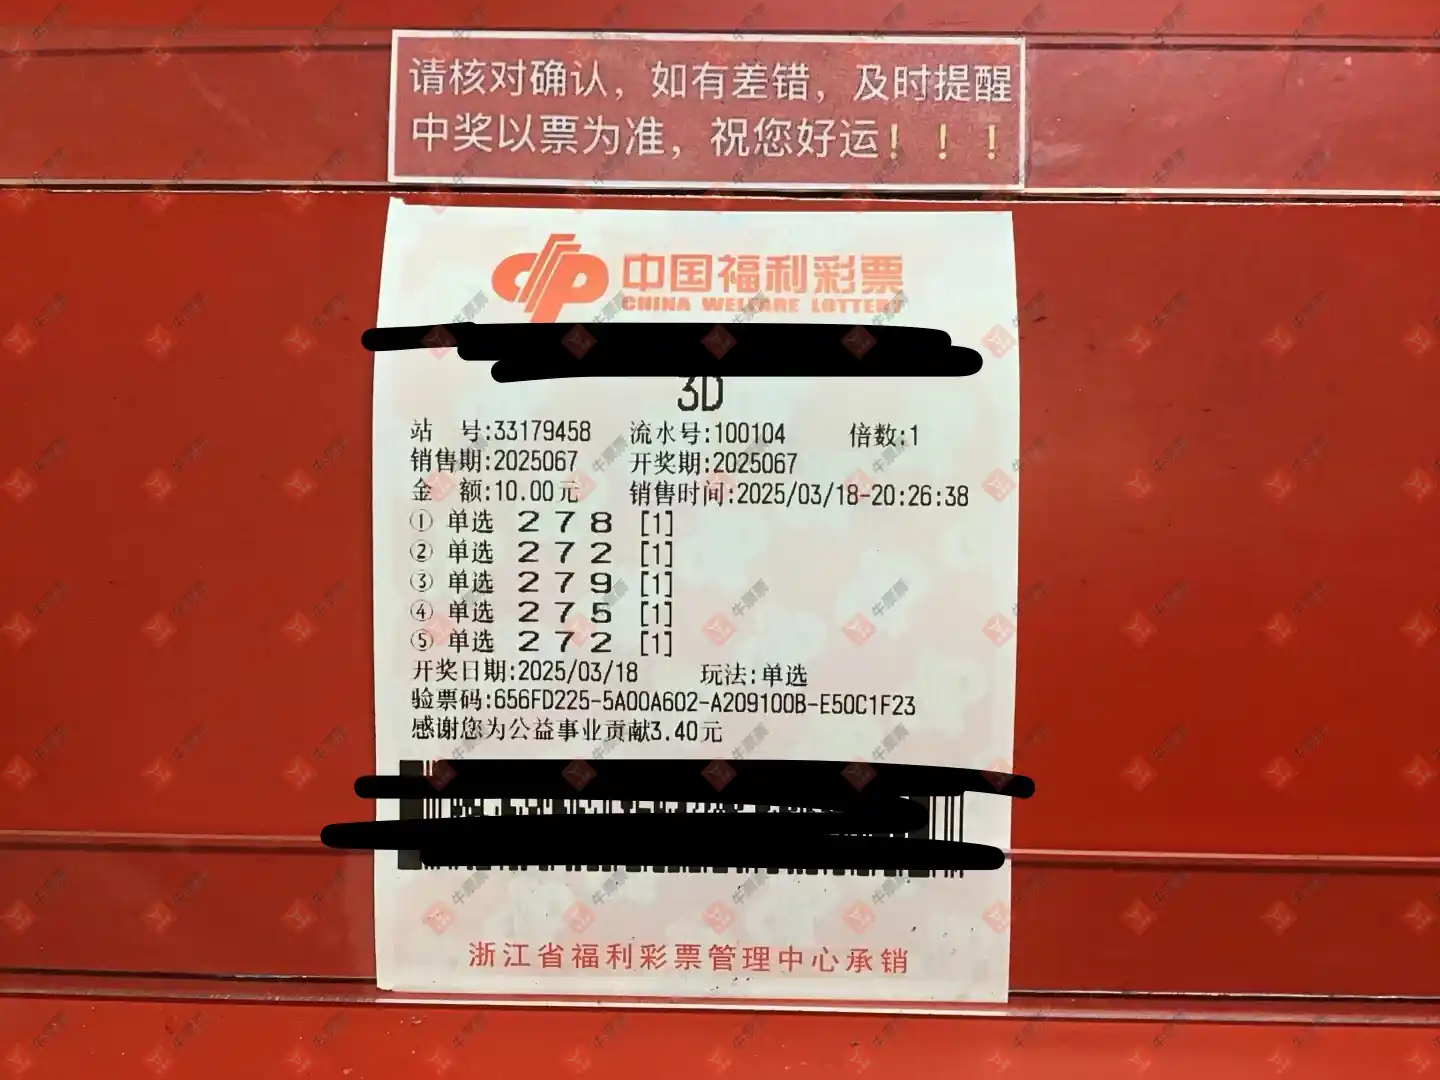 请核对确认，如有差错，及时提醒
中奖以票为准，祝您好运！！！
中国福利彩票
CHINA WELFARE LOTTERY
3D
站 号:33179458 流水号:100104 倍数:1
销售期:2025067 开奖期:2025067
金 额:10.00元 销售时间:2025/03/18-20:26:38
① 单选 2 7 8 [1]
② 单选 2 7 2 [1]
③ 单选 2 7 9 [1]
④ 单选 2 7 5 [1]
⑤ 单选 2 7 2 [1]
开奖日期:2025/03/18 玩法:单选
验票码:656FD225-5A00A602-A209100B-E50C1F23
感谢您为公益事业贡献3.40元
浙江省福利彩票管理中心承销
牛票票